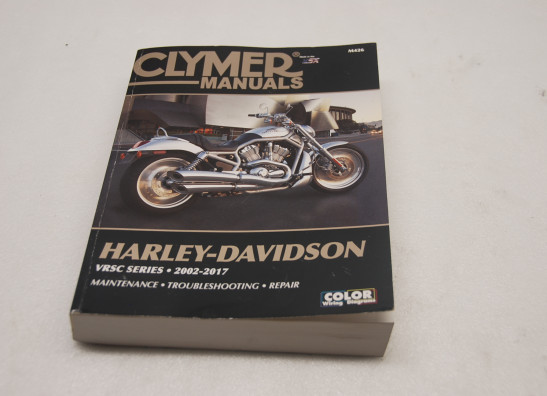 M426
CLYMER®
MANUALS
HARLEY-DAVIDSON
VRSC SERIES • 2002-2017
MAINTENANCE • TROUBLESHOOTING • REPAIR
COLOR
Wiring Diagrams